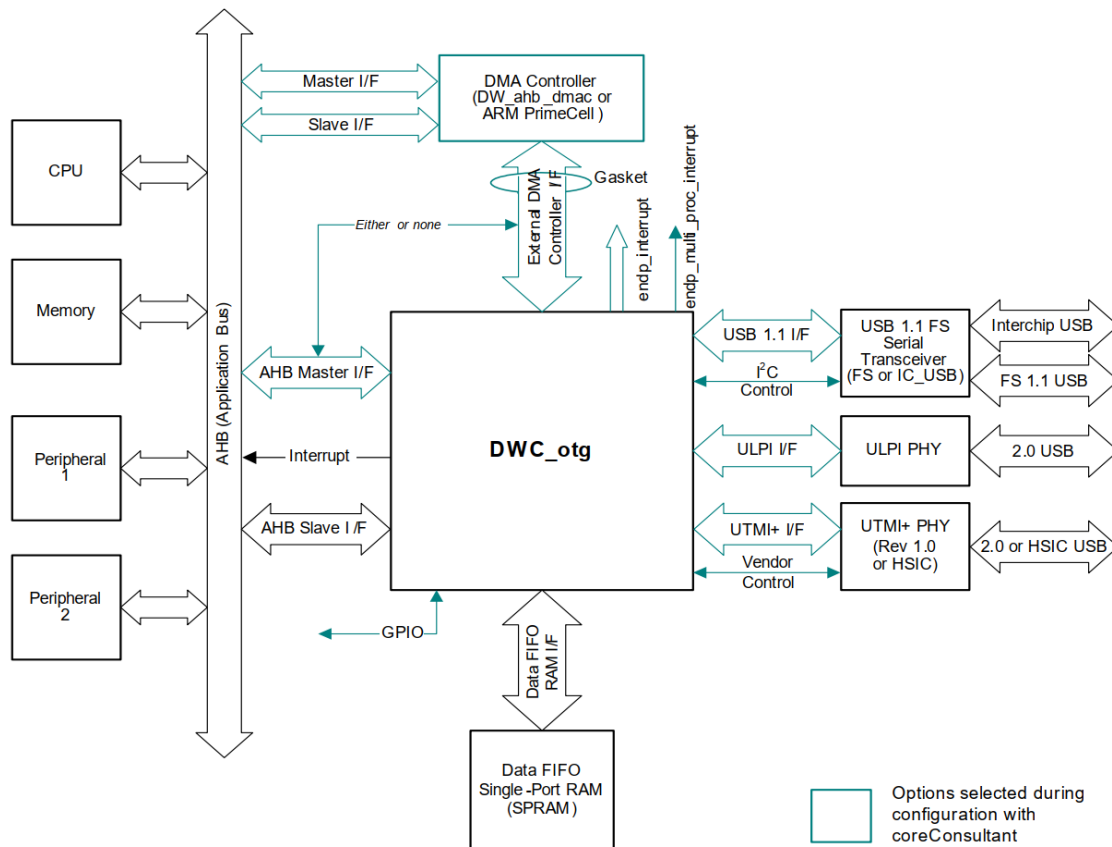 Master I/F
Slave I/F
DMA Controller
(DW_ahb_dmac or
ARM PrimeCell )
CPU
Gasket
External DMA
Controller I/F
Either or none
endp_interrupt
endp_multi_proc_interrupt
Memory
AHB (Application Bus)
AHB Master I/F
USB 1.1 I/F
I2C
Control
USB 1.1 FS
Serial
Transceiver
(FS or IC_USB)
Interchip USB
FS 1.1 USB
Peripheral
1
Interrupt
DWC_otg
ULPI I/F
ULPI PHY
2.0 USB
AHB Slave I/F
UTMI+ I/F
Vendor
Control
UTMI+ PHY
(Rev 1.0
or HSIC)
2.0 or HSIC USB
Peripheral
2
GPIO
Data FIFO
RAM I/F
Data FIFO
Single-Port RAM
(SPRAM)
Options selected during
configuration with
coreConsultant